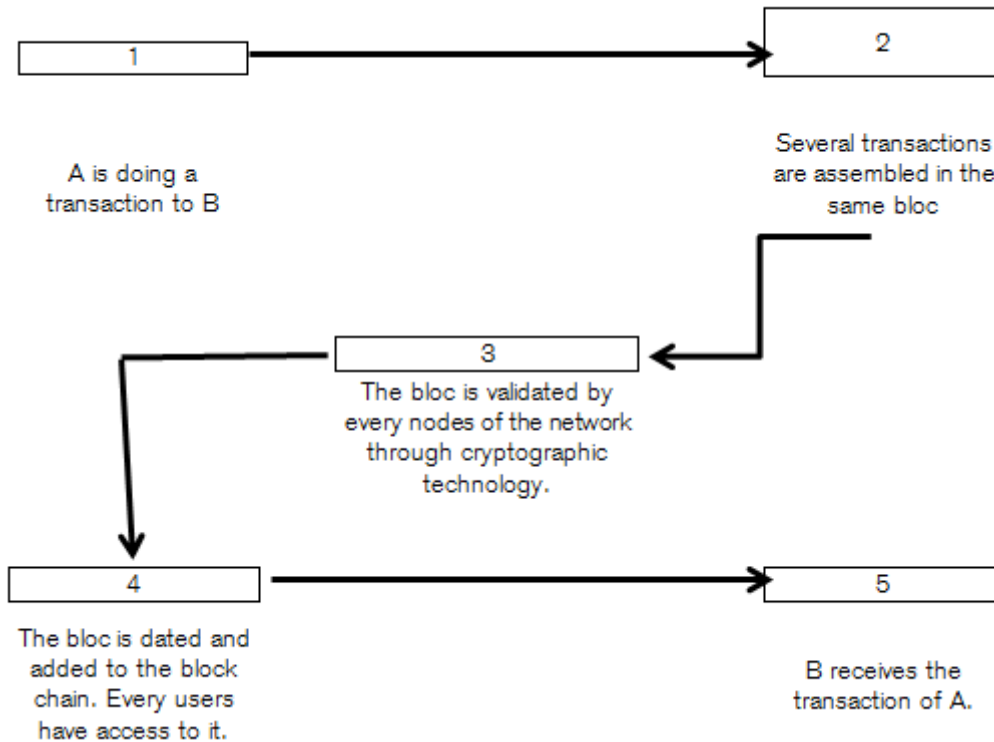 1
2
A is doing a
transaction to B
Several transactions
are assembled in the
same bloc
3
The bloc is validated by
every nodes of the network
through cryptographic
technology.
4
5
The bloc is dated and
added to the block
chain. Every users
have access to it.
B receives the
transaction of A.